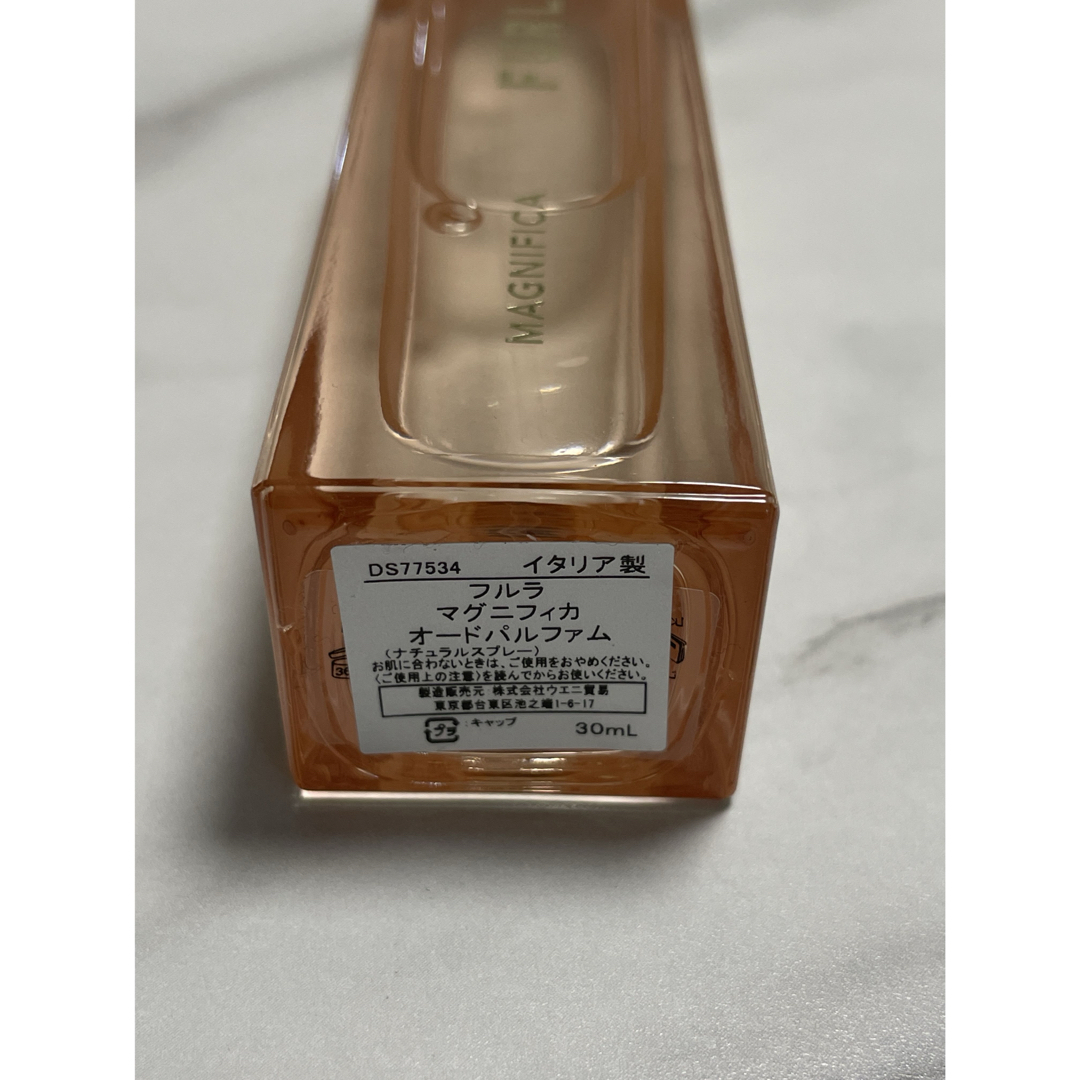 FURL
MAGNIFICA
DS77534 イタリア製
フルラ
マグニフィカ
オードパルファム
(ナチュラルスプレー)
お肌に合わないときは、ご使用をおやめください。
〈ご使用上の注意〉を読んでからお使いください。
製造販売元:株式会社ウエニ貿易
東京都台東区池之端1-6-17
プラ :キャップ 30mL
36